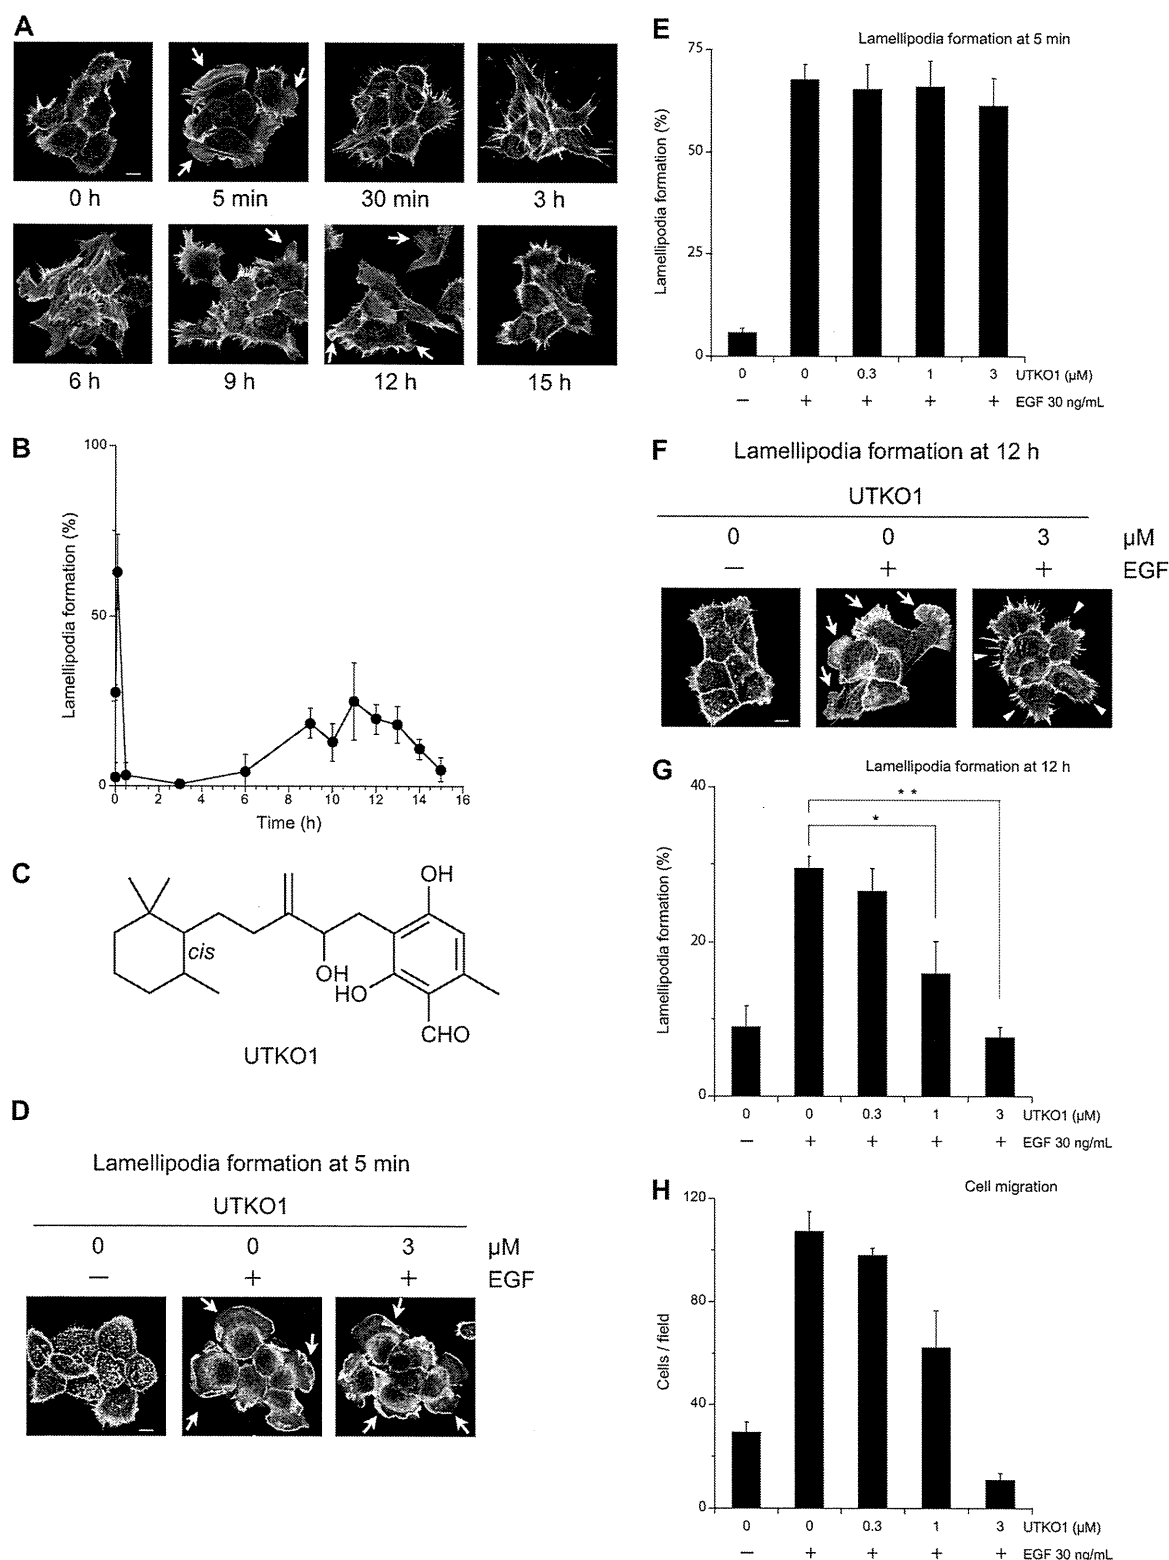 A
0 h
5 min
30 min
3 h
6 h
9 h
12 h
15 h
B
Lamellipodia formation (%)
100
50
0
0 2 4 6 8 10 12 14 16
Time (h)
C
OH
cis
OH
HO
CHO
UTKO1
D
Lamellipodia formation at 5 min
UTKO1
0 0 3 μM
— + + EGF
E
Lamellipodia formation at 5 min
Lamellipodia formation (%)
75
50
25
0
0 0 0.3 1 3 UTKO1 (μM)
— + + + + EGF 30 ng/mL
F
Lamellipodia formation at 12 h
UTKO1
0 0 3 μM
— + + EGF
G
Lamellipodia formation at 12 h
Lamellipodia formation (%)
40
20
0
* *
*
0 0 0.3 1 3 UTKO1 (μM)
— + + + + EGF 30 ng/mL
H
Cell migration
Cells / field
120
80
40
0
0 0 0.3 1 3 UTKO1 (μM)
— + + + + EGF 30 ng/mL